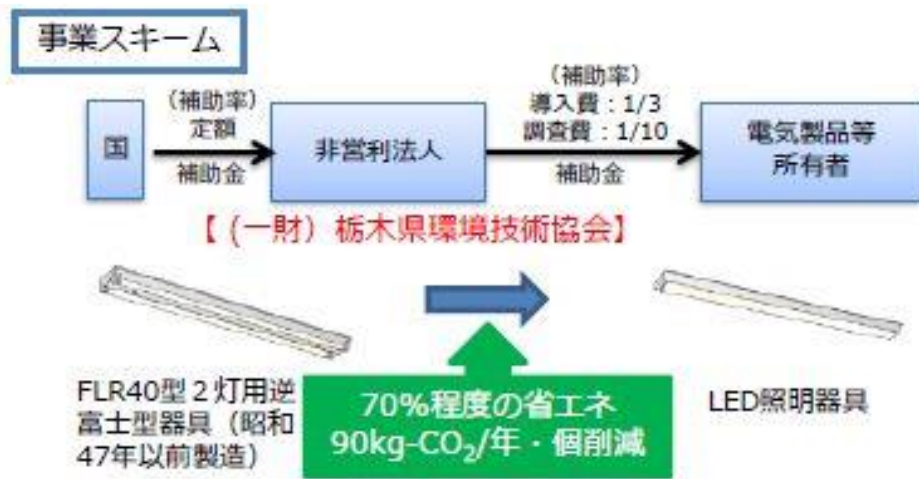 事業スキーム
国
（補助率）
定額
補助金
非営利法人
（補助率）
導入費：1/3
調査費：1/10
補助金
電気製品等
所有者
【（一財）栃木県環境技術協会】
FLR40型２灯用逆
富士型器具（昭和
47年以前製造）
70%程度の省エネ
90kg-CO₂/年・個削減
LED照明器具